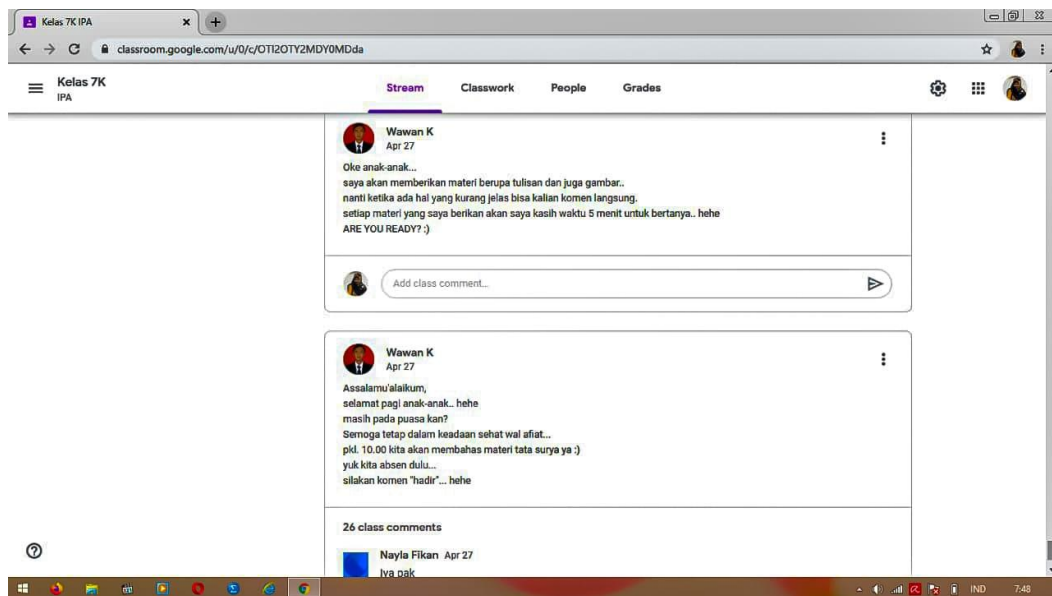 Kelas 7K IPA
classroom.google.com/u/0/c/OTI2OTY2MDY0MDda
Kelas 7K
IPA
Stream Classwork People Grades
Wawan K
Apr 27
Oke anak-anak...
saya akan memberikan materi berupa tulisan dan juga gambar..
nanti ketika ada hal yang kurang jelas bisa kalian komen langsung.
setiap materi yang saya berikan akan saya kasih waktu 5 menit untuk bertanya.. hehe
ARE YOU READY? :)
Add class comment...
Wawan K
Apr 27
Assalamu'alaikum,
selamat pagi anak-anak.. hehe
masih pada puasa kan?
Semoga tetap dalam keadaan sehat wal afiat...
pkl. 10.00 kita akan membahas materi tata surya ya :)
yuk kita absen dulu...
silakan komen "hadir"... hehe
26 class comments
Nayla Fikan Apr 27
Iya pak
IND 7:48